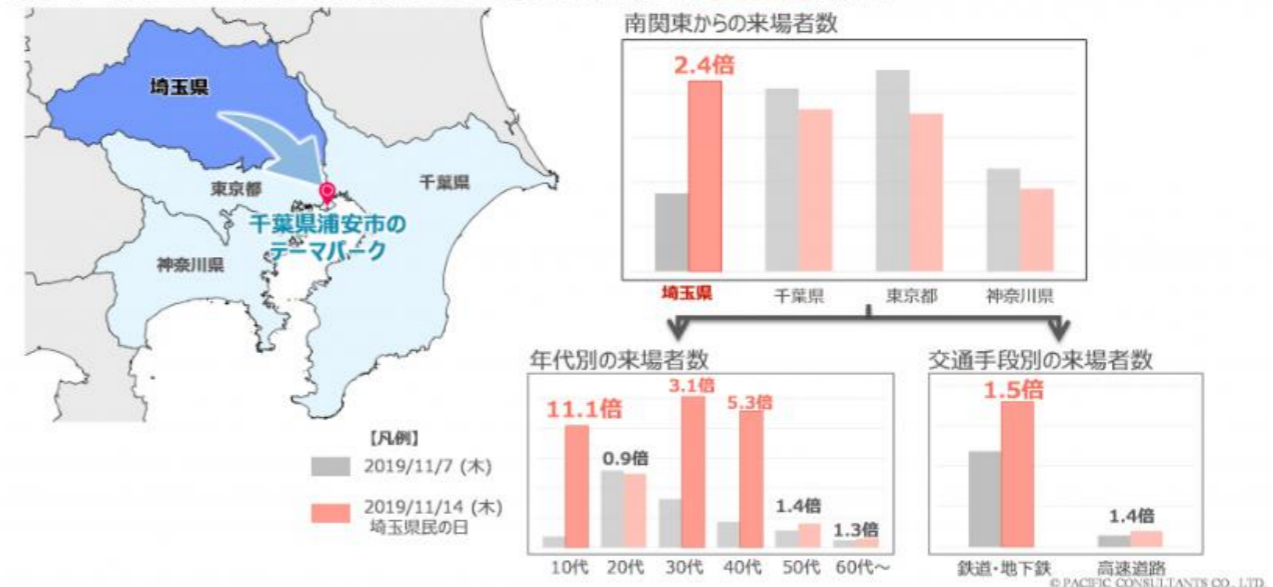 埼玉県
東京都
千葉県
千葉県浦安市の
テーマパーク
神奈川県
【凡例】
2019/11/7 (木)
2019/11/14 (木)
埼玉県民の日
南関東からの来場者数
2.4倍
埼玉県
千葉県
東京都
神奈川県
年代別の来場者数
11.1倍
0.9倍
3.1倍
5.3倍
1.4倍
1.3倍
10代
20代
30代
40代
50代
60代～
交通手段別の来場者数
1.5倍
1.4倍
鉄道・地下鉄
高速道路
© PACIFIC CONSULTANTS CO., LTD